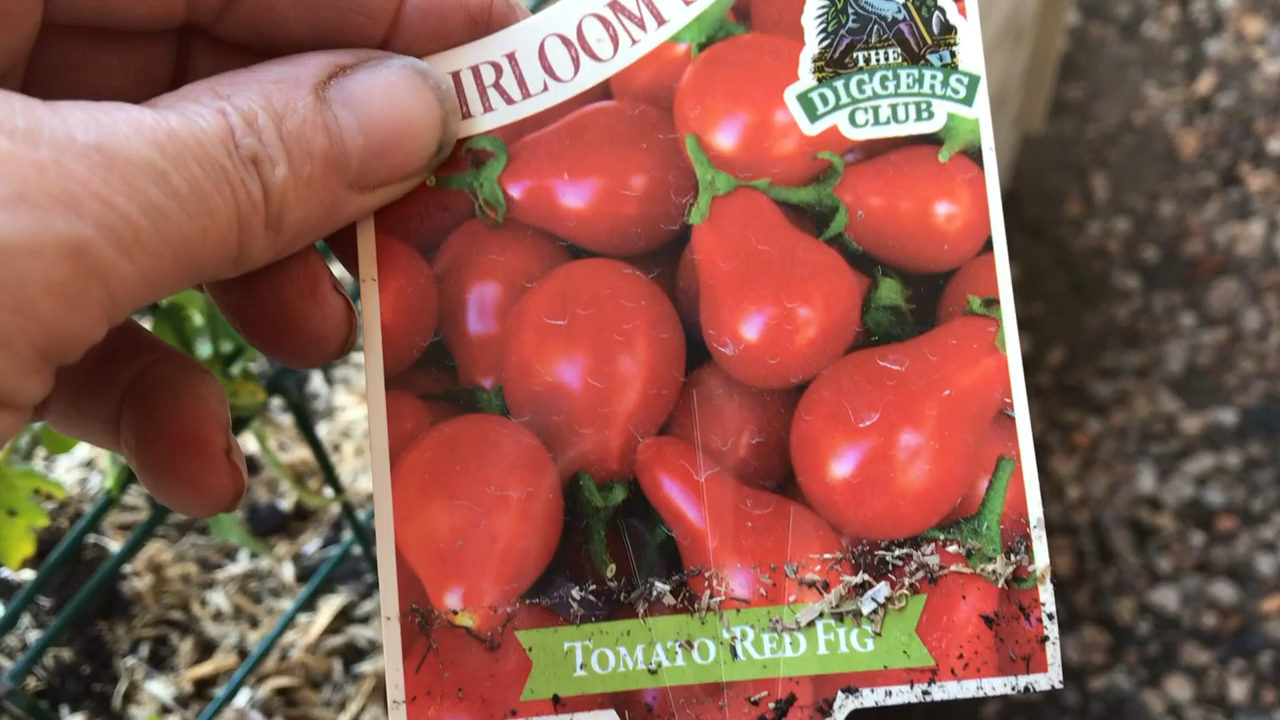 IRLOOM
THE
DIGGERS
CLUB
TOMATO 'RED FIG'